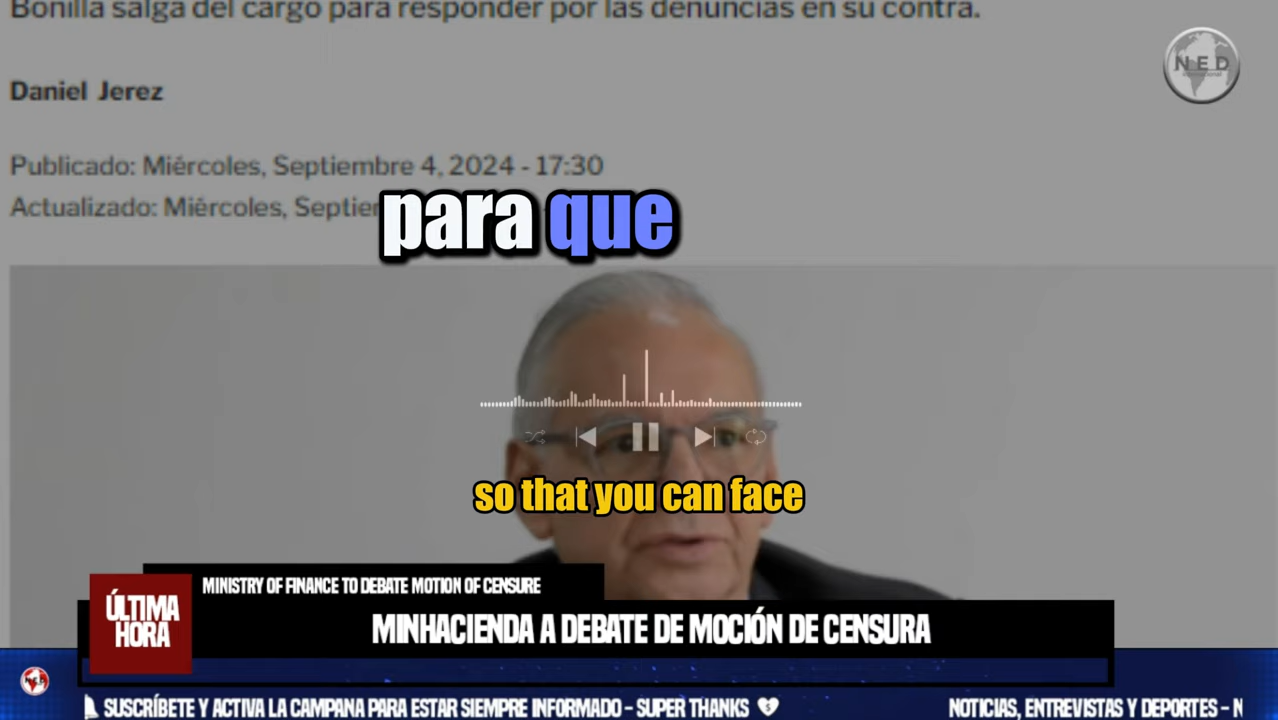 Bonilla salga del cargo para responder por las denuncias en su contra.
NED
Daniel Jerez
Publicado: Miércoles, Septiembre 4, 2024 - 17:30
Actualizado: Miércoles,
para que
so that you can face
MINISTRY OF FINANCE TO DEBATE MOTION OF CENSURE
ÚLTIMA
HORA
MINHACIENDA A DEBATE DE MOCIÓN DE CENSURA
SUSCRÍBETE Y ACTIVA LA CAMPANA PARA ESTAR SIEMPRE INFORMADO - SUPER THANKS
NOTICIAS, ENTREVISTAS Y DEPORTES - N